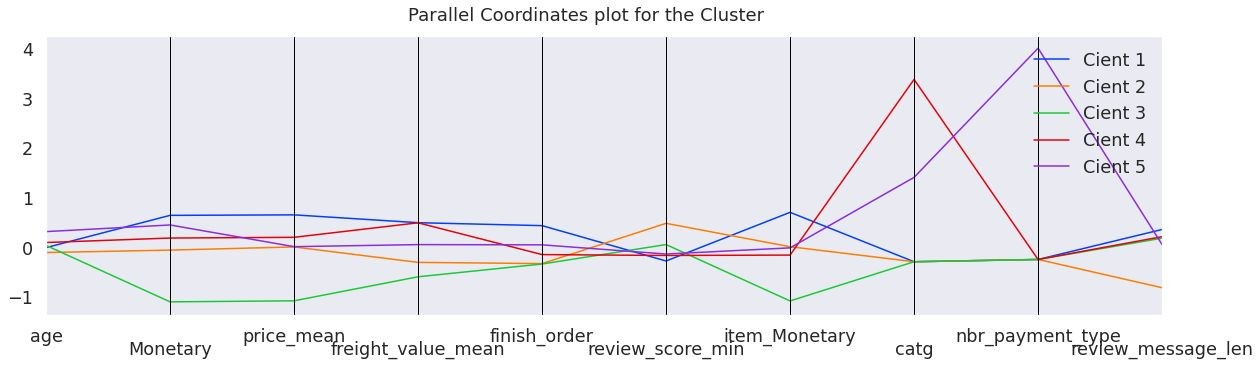 Parallel Coordinates plot for the Cluster
4
3
2
1
0
−1
Cient 1
Cient 2
Cient 3
Cient 4
Cient 5
age
Monetary
price_mean
freight_value_mean
finish_order
review_score_min
item_Monetary
catg
nbr_payment_type
review_message_len